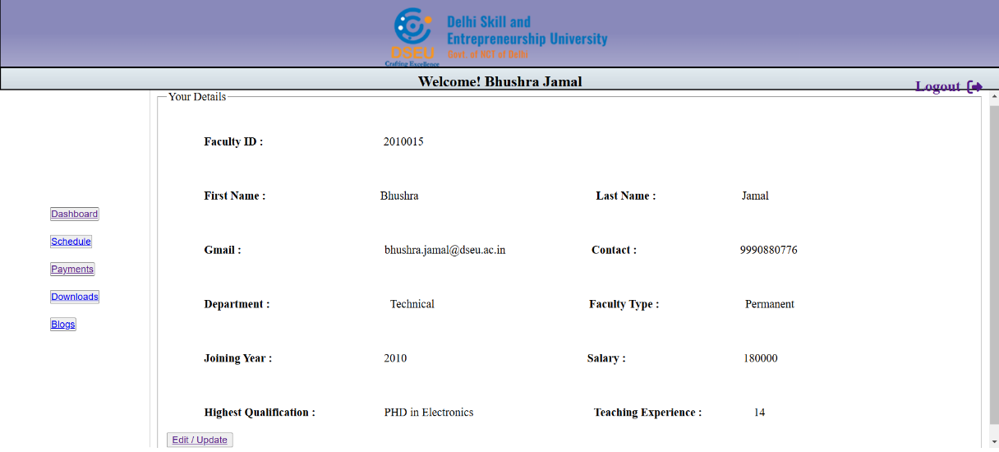 Delhi Skill and
Entrepreneurship University
DSEU
Govt. of NCT of Delhi
Crafting Excellence
Welcome! Bhushra Jamal
Logout
Your Details
Faculty ID : 2010015
First Name : Bhushra Last Name : Jamal
Dashboard
Schedule
Gmail : bhushra.jamal@dseu.ac.in Contact : 9990880776
Payments
Downloads
Department : Technical Faculty Type : Permanent
Blogs
Joining Year : 2010 Salary : 180000
Highest Qualification : PHD in Electronics Teaching Experience : 14
Edit / Update